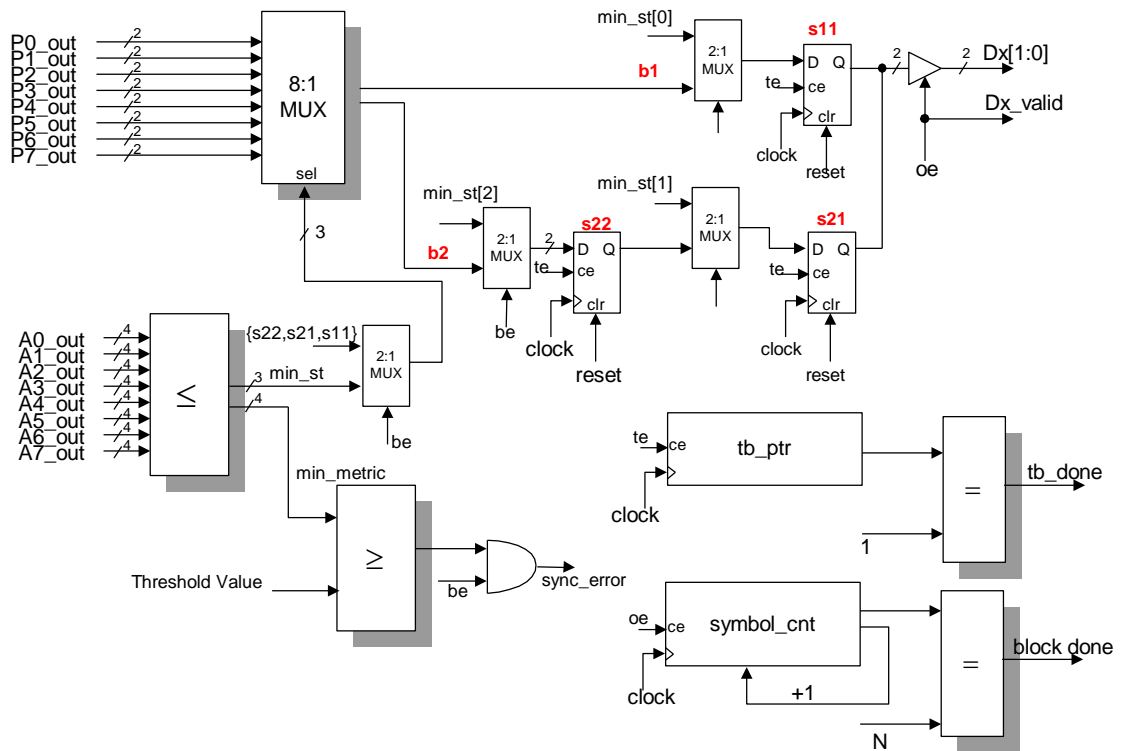 P0_out 2
P1_out 2
P2_out 2
P3_out 2
P4_out 2
P5_out 2
P6_out 2
P7_out 2
8:1
MUX
sel
3
b1
b2
min_st[0]
2:1
MUX
s11
D Q
te ce
clr
clock
reset
2
2
Dx[1:0]
Dx_valid
oe
min_st[2]
2:1
MUX
be
2
s22
D Q
te ce
clr
clock
reset
min_st[1]
2:1
MUX
s21
D Q
te ce
clr
clock
reset
A0_out 4
A1_out 4
A2_out 4
A3_out 4
A4_out 4
A5_out 4
A6_out 4
A7_out 4
≤
{s22,s21,s11}
3 min_st
4
2:1
MUX
be
min_metric
≥
Threshold Value
be
sync_error
te ce
tb_ptr
clock
1
=
tb_done
oe ce
symbol_cnt
clock
+1
N
=
block done